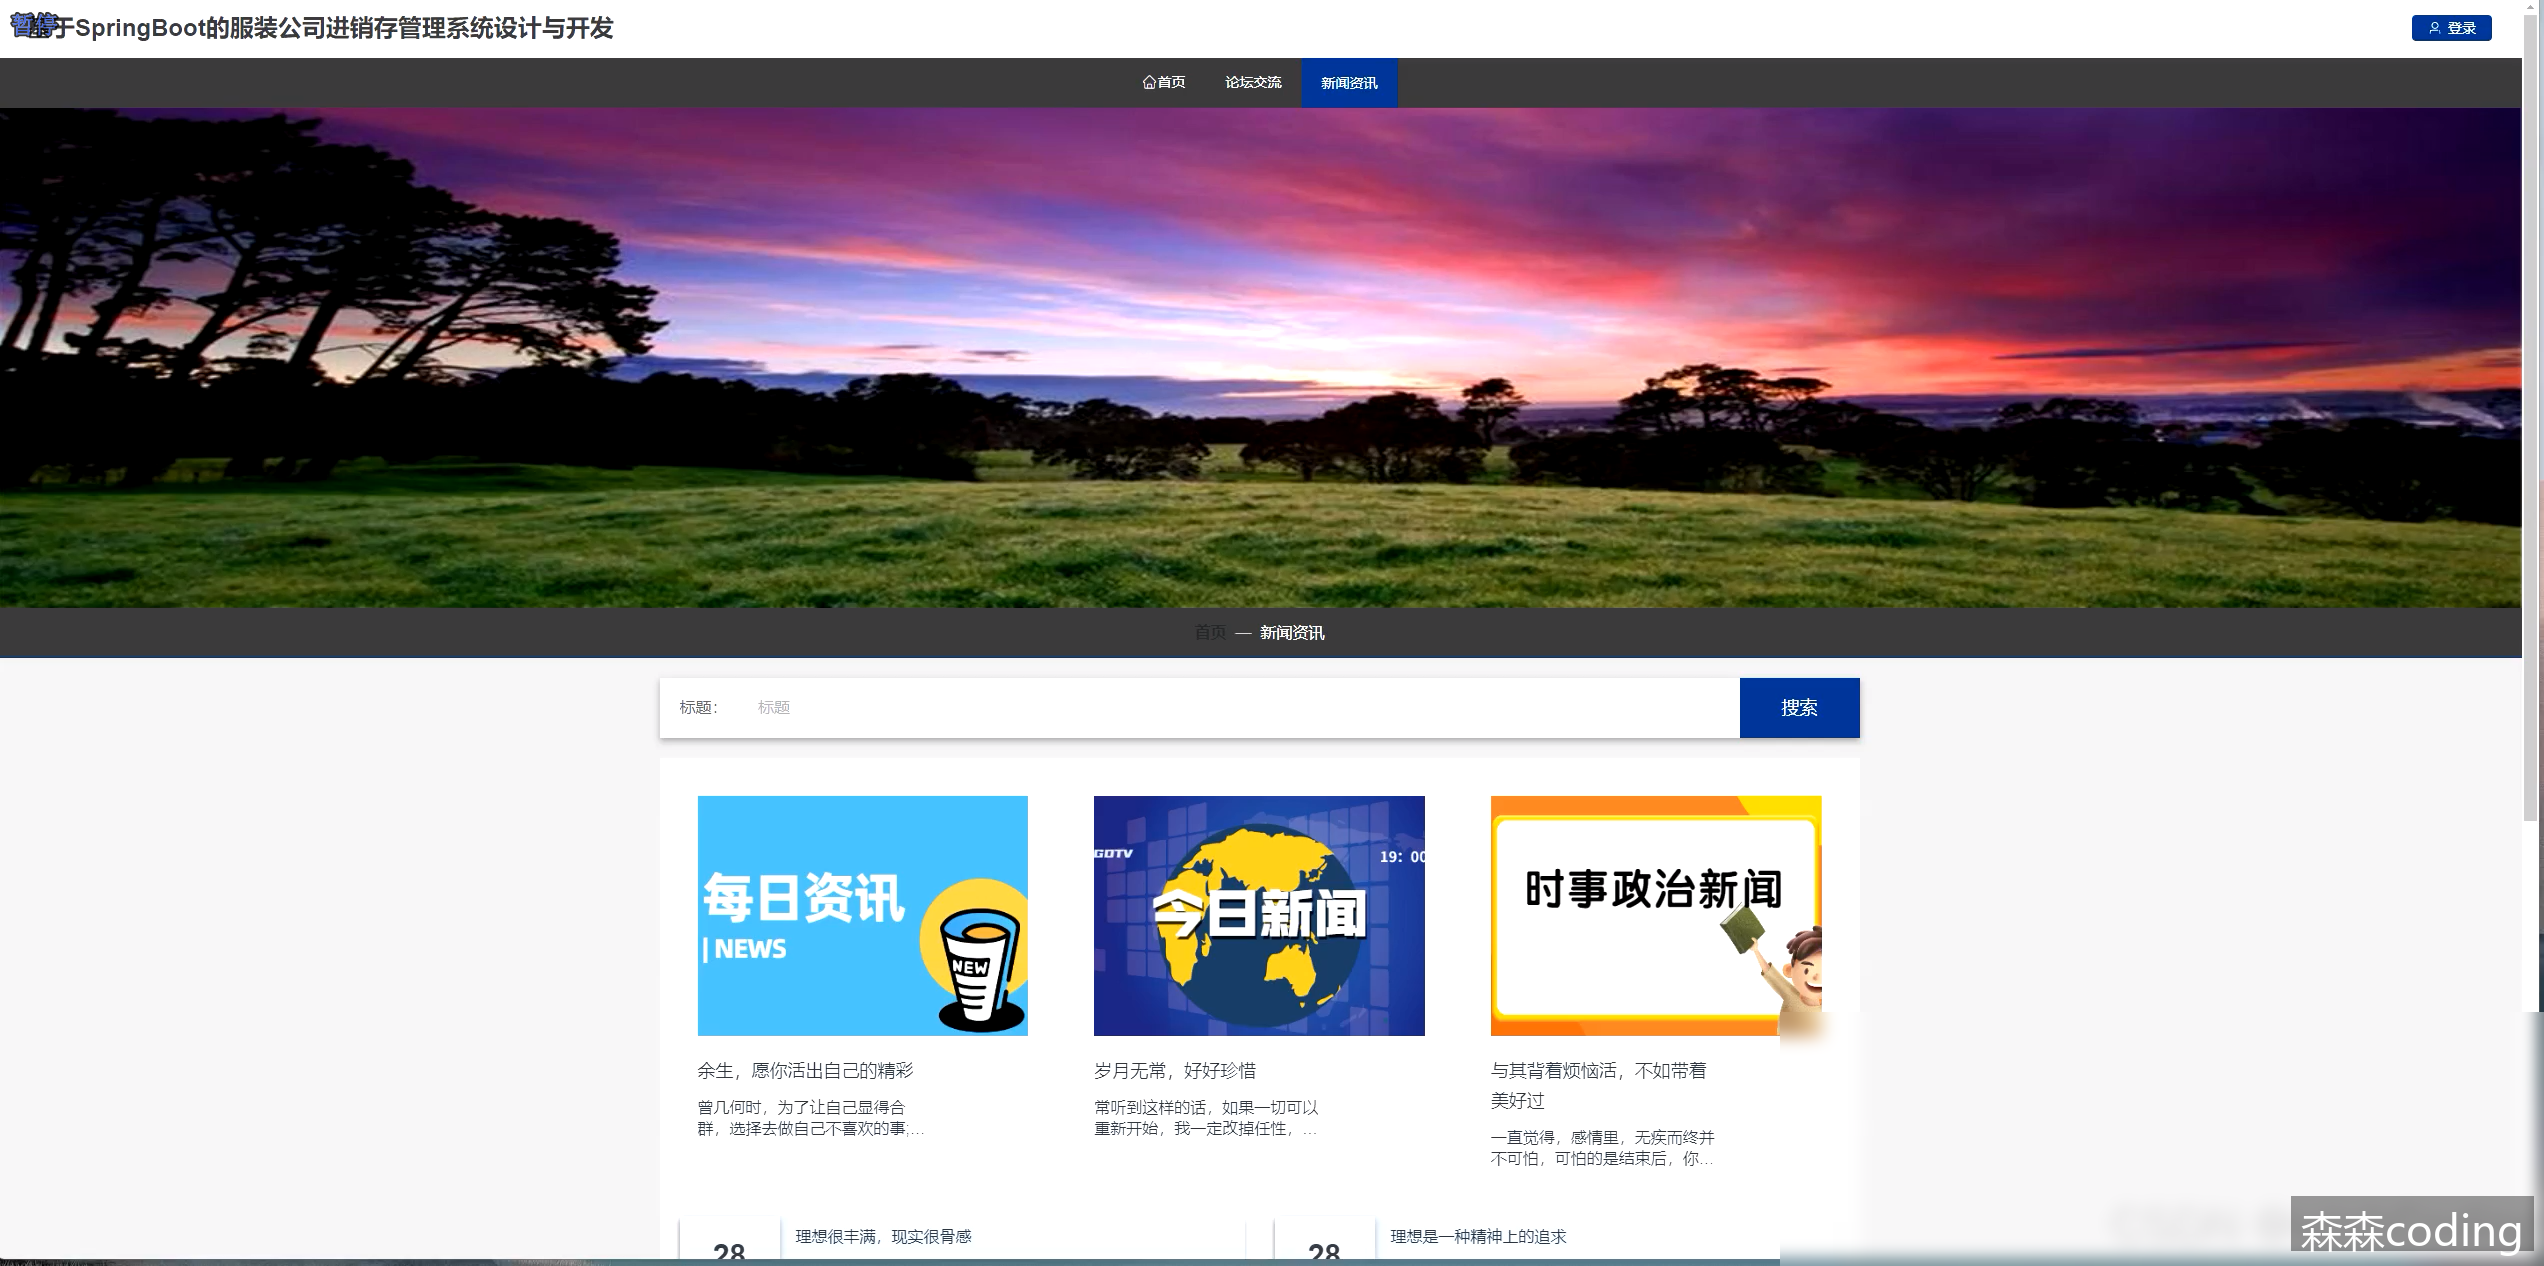 暂停
于SpringBoot的服装公司进销存管理系统设计与开发
登录
首页
论坛交流
新闻资讯
首页 — 新闻资讯
标题：
标题
搜索
每日资讯
NEWS
NEW
GDTV
19：00
今日新闻
时事政治新闻
余生，愿你活出自己的精彩
曾几何时，为了让自己显得合
群，选择去做自己不喜欢的事;...
岁月无常，好好珍惜
常听到这样的话，如果一切可以
重新开始，我一定改掉任性，...
与其背着烦恼活，不如带着
美好过
一直觉得，感情里，无疾而终并
不可怕，可怕的是结束后，你...
28
理想很丰满，现实很骨感
28
理想是一种精神上的追求
森森coding